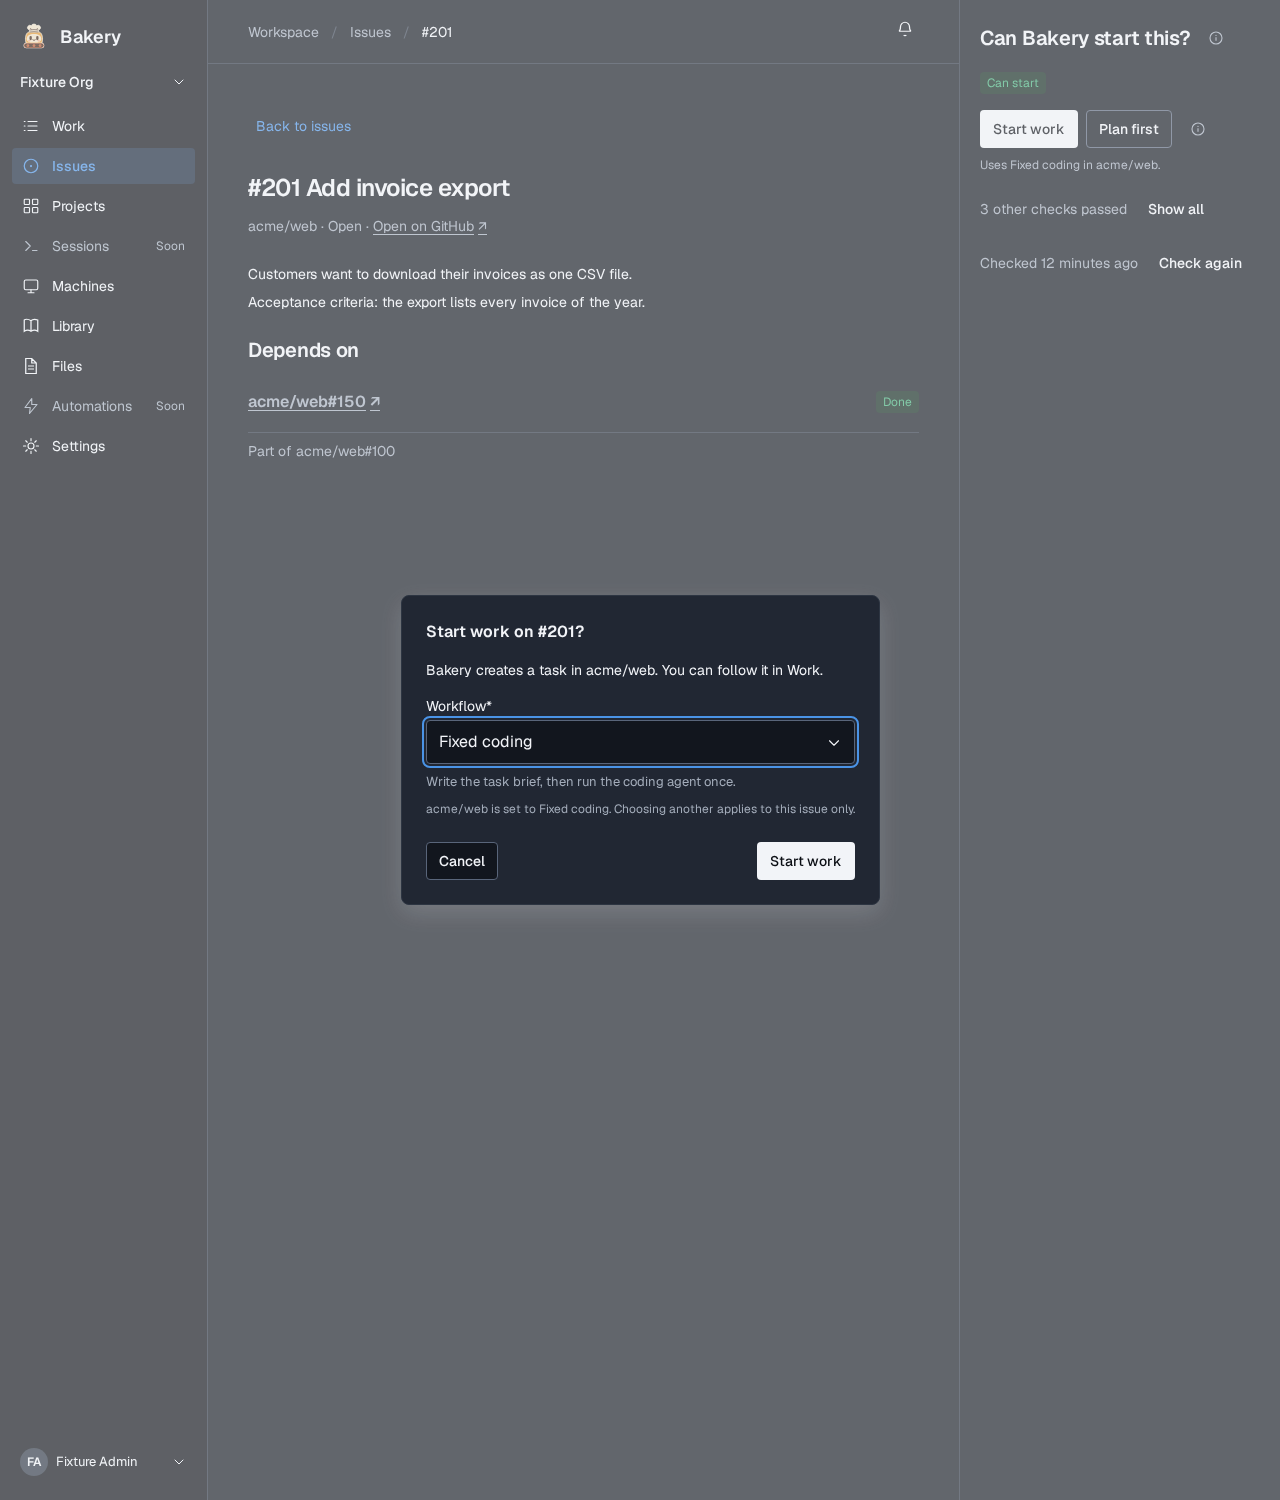 Bakery
Fixture Org
Work
Issues
Projects
Sessions Soon
Machines
Library
Files
Automations Soon
Settings
FA Fixture Admin
Workspace / Issues / #201
Back to issues
#201 Add invoice export
acme/web · Open · Open on GitHub ↗
Customers want to download their invoices as one CSV file.
Acceptance criteria: the export lists every invoice of the year.
Depends on
acme/web#150 ↗ Done
Part of acme/web#100
Start work on #201?
Bakery creates a task in acme/web. You can follow it in Work.
Workflow*
Fixed coding
Write the task brief, then run the coding agent once.
acme/web is set to Fixed coding. Choosing another applies to this issue only.
Cancel Start work
Can Bakery start this?
Can start
Start work Plan first
Uses Fixed coding in acme/web.
3 other checks passed Show all
Checked 12 minutes ago Check again